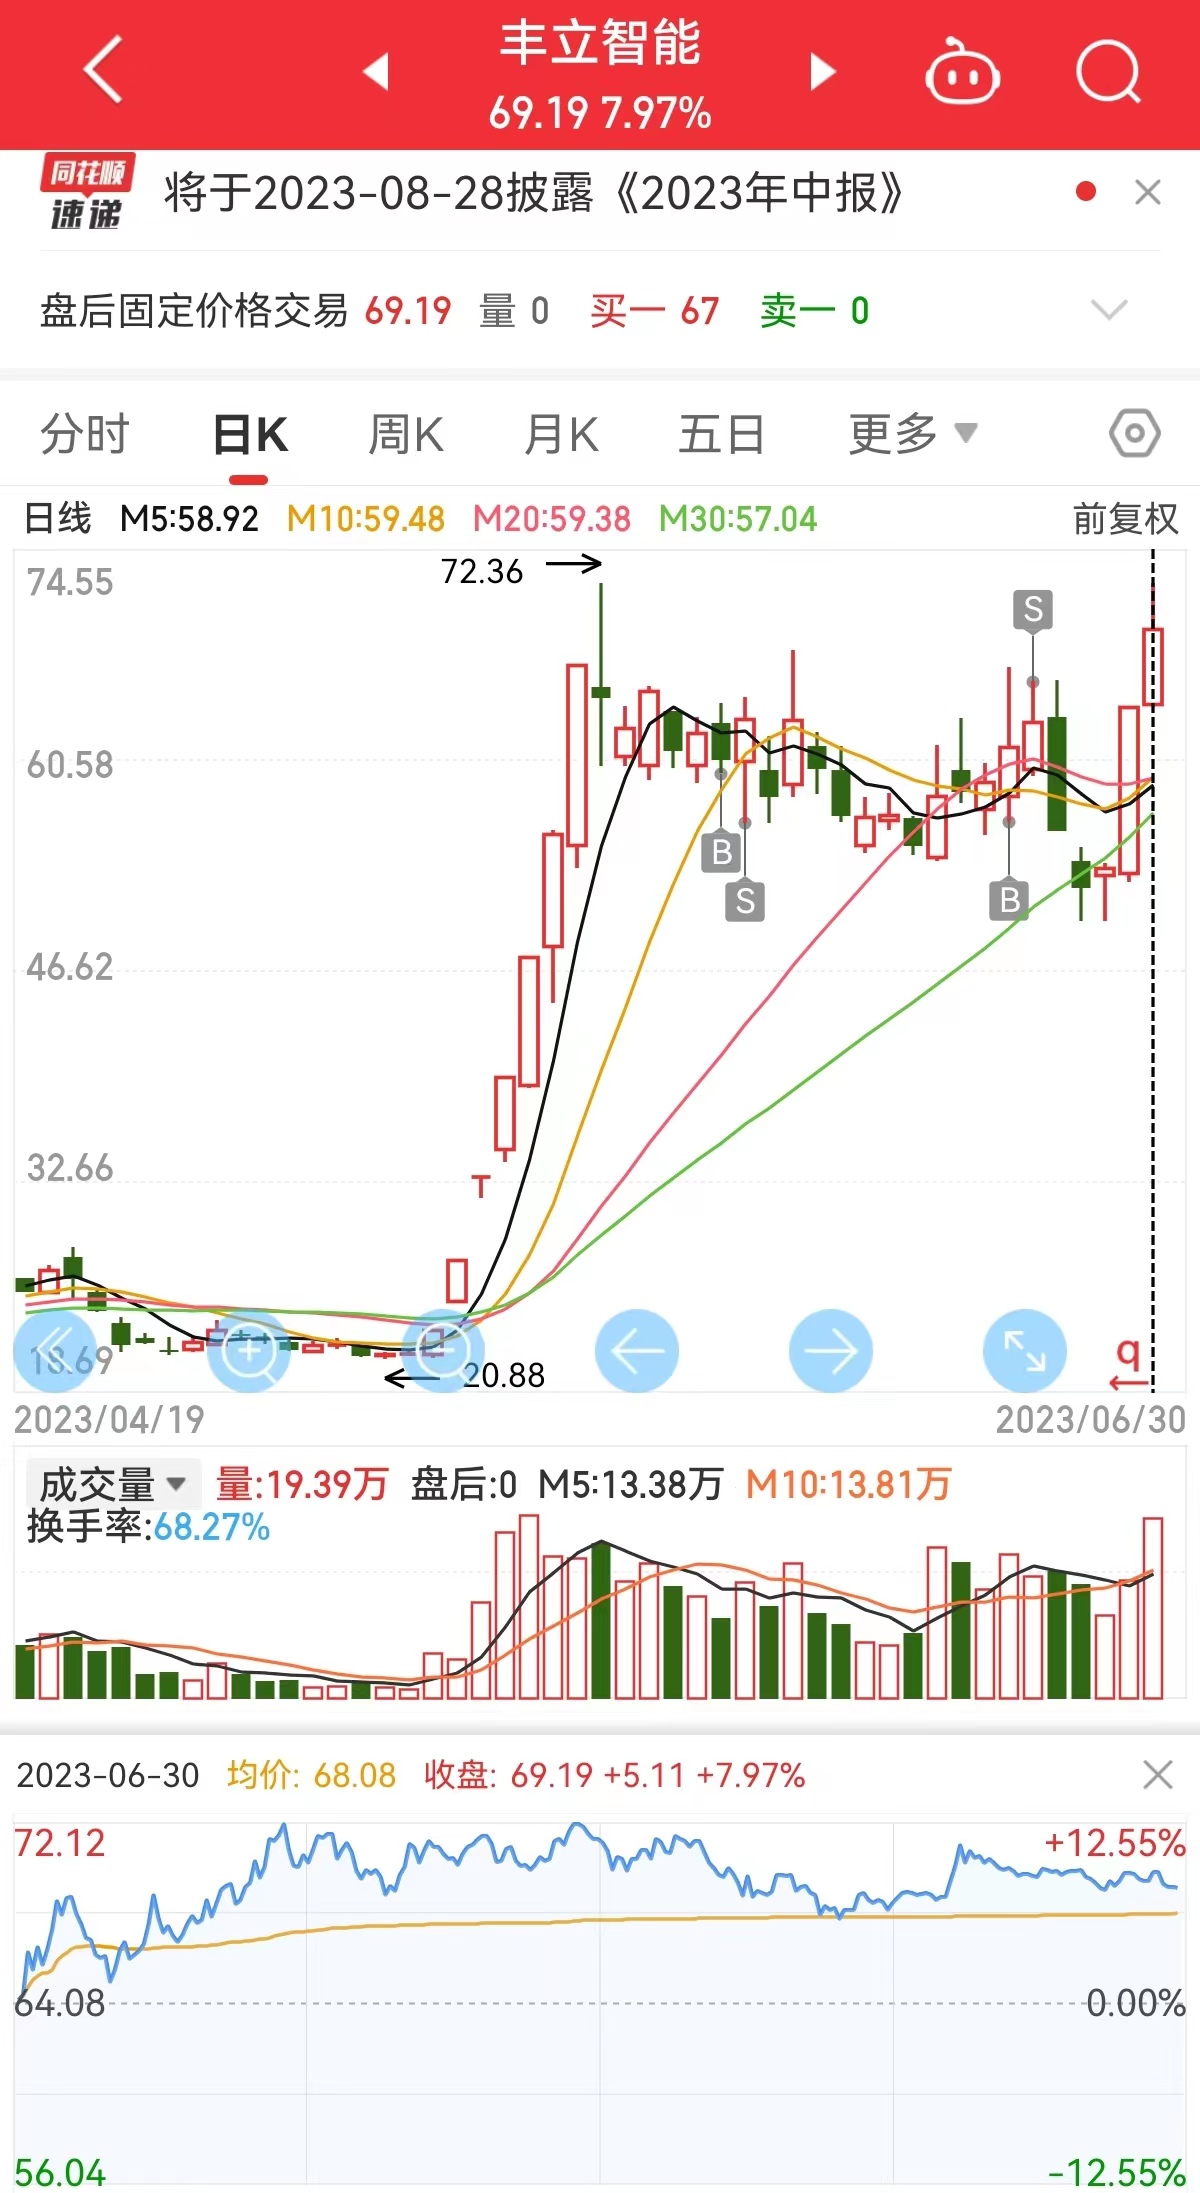 丰立智能
69.19 7.97%
同花顺
速递
将于2023-08-28披露《2023年中报》
盘后固定价格交易 69.19 量 0 买一 67 卖一 0
分时 日K 周K 月K 五日 更多
日线 M5:58.92 M10:59.48 M20:59.38 M30:57.04 前复权
74.55
72.36
S
60.58
B
S
B
46.62
32.66
T
18.69
20.88
q
2023/04/19 2023/06/30
成交量 量:19.39万 盘后:0 M5:13.38万 M10:13.81万
换手率:68.27%
2023-06-30 均价: 68.08 收盘: 69.19 +5.11 +7.97%
72.12 +12.55%
64.08 0.00%
56.04 -12.55%